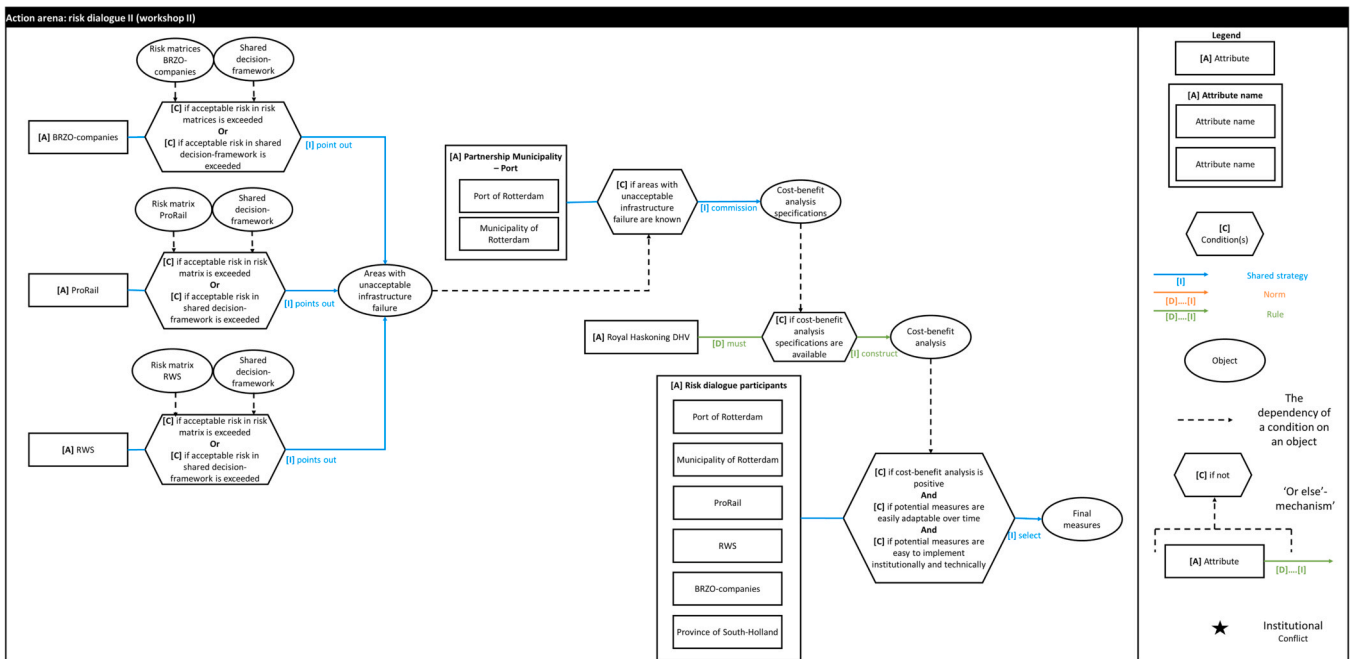 Action arena: risk dialogue II (workshop II)
Risk matrices
BRZO-
companies
Shared
decision-
framework
[A] BRZO-companies
[C] if acceptable risk in risk
matrices is exceeded
Or
[C] if acceptable risk in shared
decision-framework is
exceeded
[I] point out
Risk matrix
ProRail
Shared
decision-
framework
[A] ProRail
[C] if acceptable risk in risk
matrix is exceeded
Or
[C] if acceptable risk in
shared decision-
framework is exceeded
[I] points out
Risk matrix
RWS
Shared
decision-
framework
[A] RWS
[C] if acceptable risk in risk
matrix is exceeded
Or
[C] if acceptable risk in
shared decision-
framework is exceeded
[I] points out
Areas with
unacceptable
infrastructure
failure
[A] Partnership Municipality
– Port
Port of Rotterdam
Municipality of
Rotterdam
[C] if areas with
unacceptable
infrastructure
failure are known
[I] commission
Cost-benefit
analysis
specifications
[A] Royal Haskoning DHV
[D] must
[C] if cost-benefit
analysis
specifications are
available
[I] construct
Cost-benefit
analysis
[A] Risk dialogue participants
Port of Rotterdam
Municipality of Rotterdam
ProRail
RWS
BRZO-companies
Province of South-Holland
[C] if cost-benefit analysis is
positive
And
[C] if potential measures are
easily adaptable over time
And
[C] if potential measures are
easy to implement
institutionally and technically
[I] select
Final
measures
Legend
[A] Attribute
[A] Attribute name
Attribute name
Attribute name
[C]
Condition(s)
[I]
Shared strategy
[D]....[I]
Norm
[D]....[I]
Rule
Object
The
dependency of
a condition on
an object
[C] if not
'Or else'-
mechanism'
[A] Attribute
[D]....[I]
Institutional
Conflict